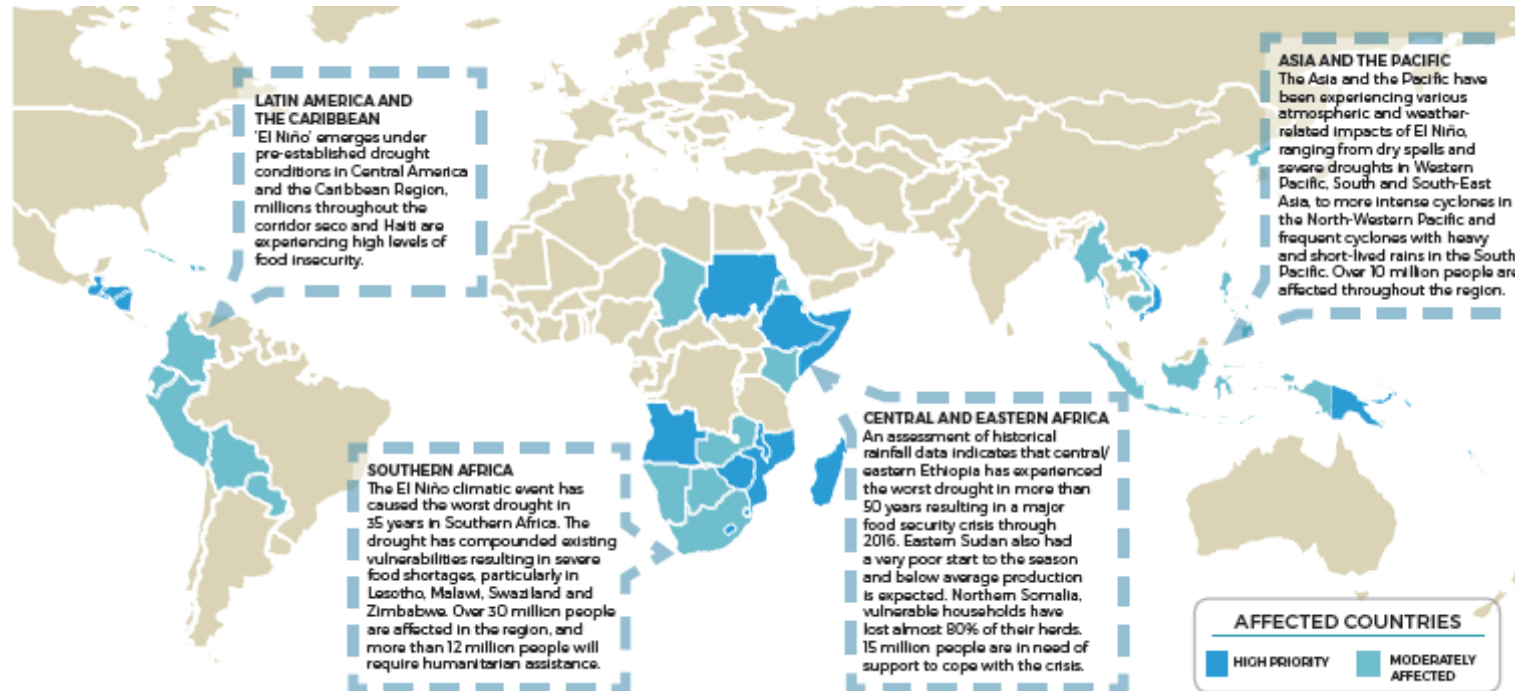 LATIN AMERICA AND
THE CARIBBEAN
'El Niño' emerges under
pre-established drought
conditions in Central America
and the Caribbean Region,
millions throughout the
corridor seco and Haiti are
experiencing high levels of
food insecurity.
ASIA AND THE PACIFIC
The Asia and the Pacific have
been experiencing various
atmospheric and weather-
related impacts of El Niño,
ranging from dry spells and
severe droughts in Western
Pacific, South and South-East
Asia, to more intense cyclones in
the North-Western Pacific and
frequent cyclones with heavy
and short-lived rains in the South
Pacific. Over 10 million people are
affected throughout the region.
SOUTHERN AFRICA
The El Niño climatic event has
caused the worst drought in
35 years in Southern Africa. The
drought has compounded existing
vulnerabilities resulting in severe
food shortages, particularly in
Lesotho, Malawi, Swaziland and
Zimbabwe. Over 30 million people
are affected in the region, and
more than 12 million people will
require humanitarian assistance.
CENTRAL AND EASTERN AFRICA
An assessment of historical
rainfall data indicates that central/
eastern Ethiopia has experienced
the worst drought in more than
50 years resulting in a major
food security crisis through
2016. Eastern Sudan also had
a very poor start to the season
and below average production
is expected. Northern Somalia,
vulnerable households have
lost almost 80% of their herds.
15 million people are in need of
support to cope with the crisis.
AFFECTED COUNTRIES
HIGH PRIORITY
MODERATELY
AFFECTED